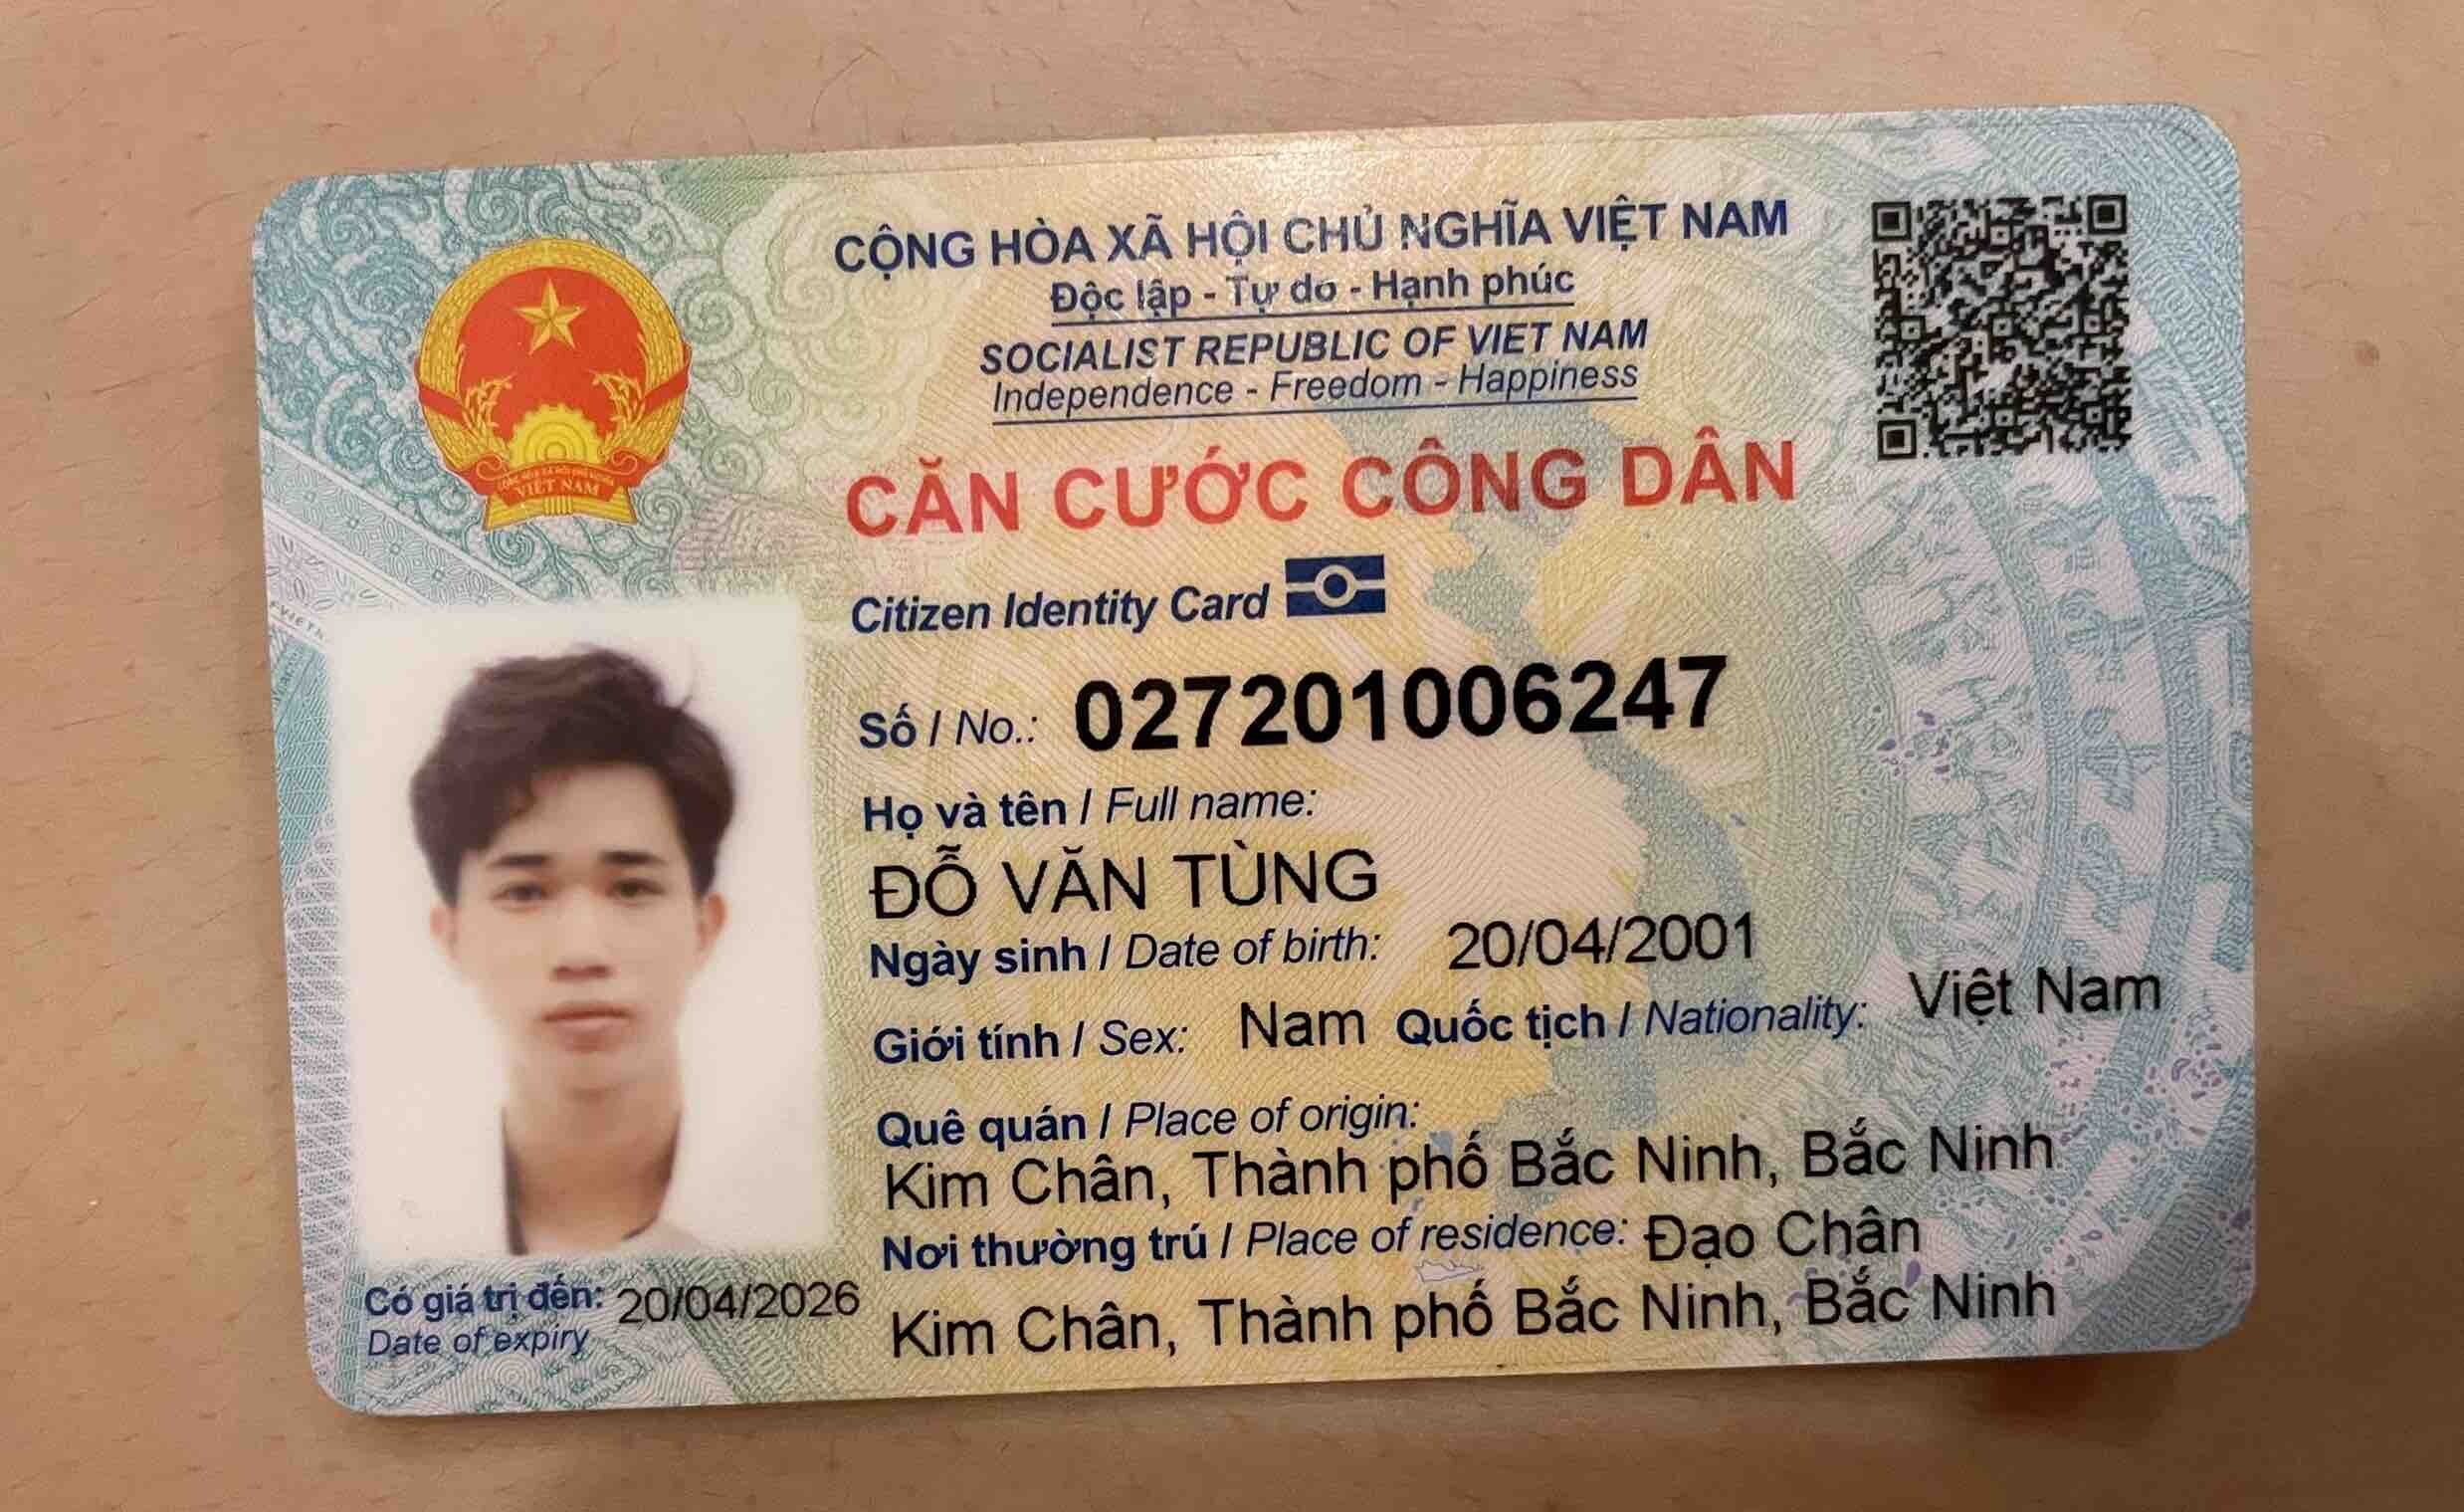 CỘNG HÒA XÃ HỘI CHỦ NGHĨA VIỆT NAM
Độc lập - Tự do - Hạnh phúc
SOCIALIST REPUBLIC OF VIET NAM
Independence - Freedom - Happiness
CĂN CƯỚC CÔNG DÂN
Citizen Identity Card
Số / No.: 027201006247
Họ và tên / Full name:
ĐỖ VĂN TÙNG
Ngày sinh / Date of birth: 20/04/2001
Giới tính / Sex: Nam Quốc tịch / Nationality: Việt Nam
Quê quán / Place of origin:
Kim Chân, Thành phố Bắc Ninh, Bắc Ninh
Nơi thường trú / Place of residence: Đạo Chân
Kim Chân, Thành phố Bắc Ninh, Bắc Ninh
Có giá trị đến: 20/04/2026
Date of expiry
VIỆT NAM